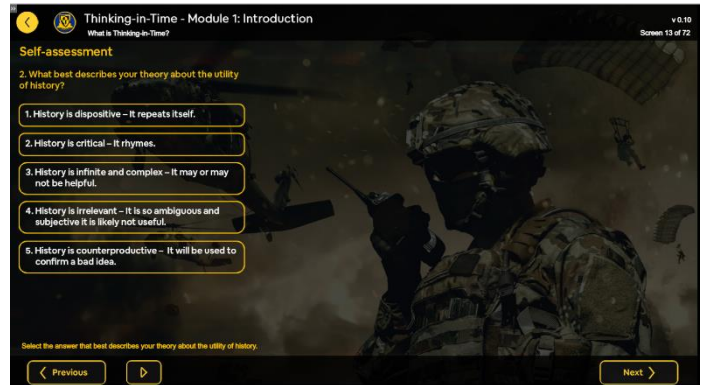 Thinking-in-Time - Module 1: Introduction
What is Thinking-in-Time?
v 0.10
Screen 13 of 72
Self-assessment
2. What best describes your theory about the utility
of history?
1. History is dispositive – It repeats itself.
2. History is critical – It rhymes.
3. History is infinite and complex – It may or may
not be helpful.
4. History is irrelevant – It is so ambiguous and
subjective it is likely not useful.
5. History is counterproductive – It will be used to
confirm a bad idea.
Select the answer that best describes your theory about the utility of history.
Previous
Next